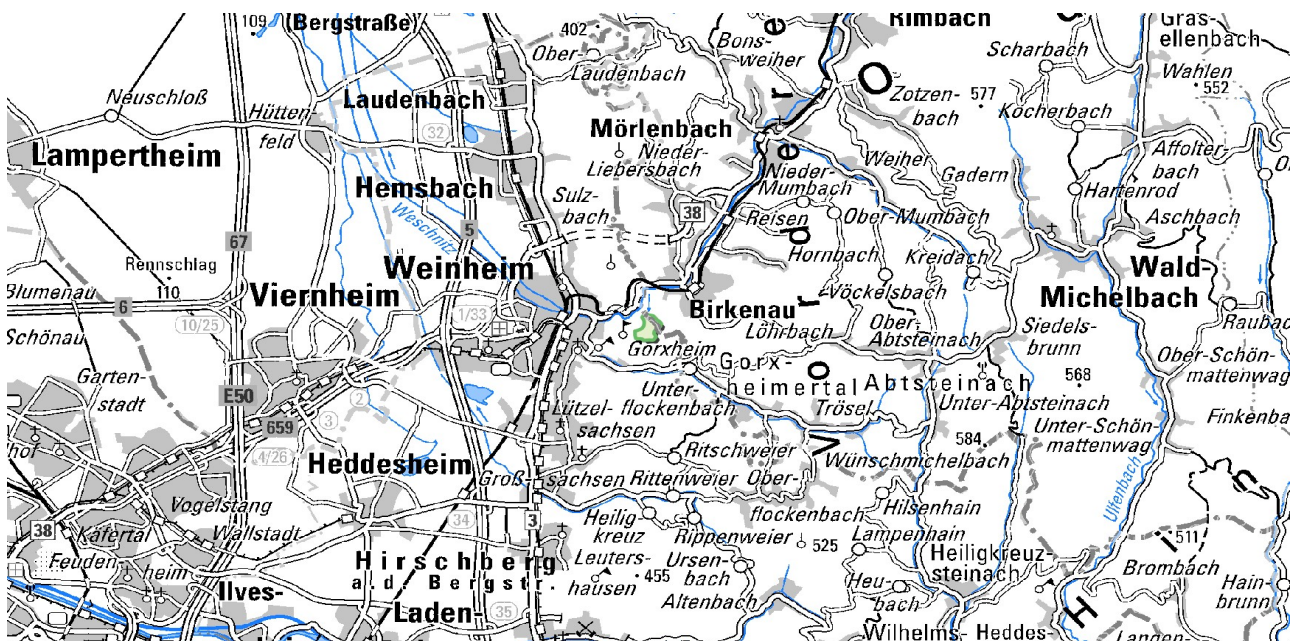 109
(Bergstraße)
402
Ober-
Laudenbach
Bons-
weiher
Rimbach
Scharbach
Gras-
ellenbach
Wahlen
552
Neuschloß
Hütten-
feld
Laudenbach
32
Mörlenbach
Nieder-
Liebersbach
O
Zotzen-
bach
577
Kocherbach
Affolter-
bach
Weiher
Gadern
Lampertheim
Hemsbach
Sulz-
bach
38
Nieder-
Mumbach
Reisen
Ober-Mumbach
Hartenrod
Aschbach
Weschnitz
67
5
Hornbach
Kreidach
Wald-
Michelbach
Rennschlag
110
Blumenau
6
Weinheim
Viernheim
1/33
10/25
Schönau
Birkenau
Vöckelsbach
Löhrbach
Ober-
Abtsteinach
Siedels-
brunn
Raubach
Ober-Schön-
mattenwag
Garten-
stadt
E50
659
2
3
4/26
Gorxheim
Gorx-
heimertal
Unter-
flockenbach
Trösel
Abtsteinach
Unter-Abtsteinach
568
Unter-Schön-
mattenwag
Lützel-
sachsen
Ritschweier
Wünschmichelbach
584
Heddesheim
Groß-
sachsen
Rittenweier
Ober-
flockenbach
Hilsenhain
Ulfenbach
Vogelstang
Wallstadt
38
Käfertal
Feuden-
heim
34
3
Heilig-
kreuz
Rippenweier
525
Lampenhain
Heiligkreuz-
steinach
511
Brombach
Hain-
brunn
Hirschberg
a.d. Bergstr.
Leuters-
hausen
455
Ursen-
bach
Altenbach
Heu-
bach
Ilves-
Laden-
35
Wilhelms-
Heddes-
Vorderer
H i n